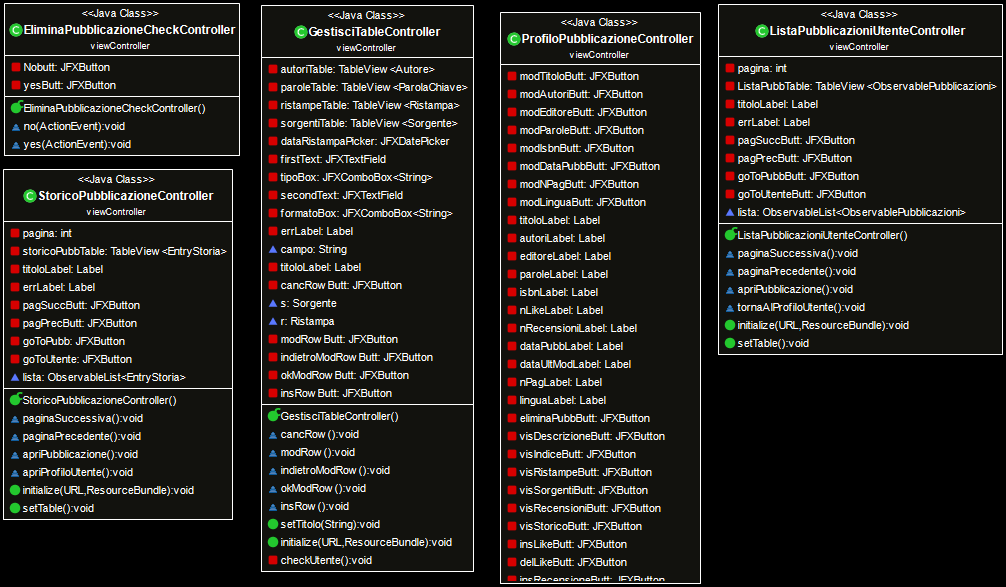 <<Java Class>>
EliminaPubblicazioneCheckController
viewController
Nobutt: JFXButton
yesButt: JFXButton
EliminaPubblicazioneCheckController()
no(ActionEvent):void
yes(ActionEvent):void
<<Java Class>>
StoricoPubblicazioneController
viewController
pagina: int
storicoPubbTable: TableView <EntryStoria>
titoloLabel: Label
errLabel: Label
pagSuccButt: JFXButton
pagPrecButt: JFXButton
goToPubb: JFXButton
goToUtente: JFXButton
lista: ObservableList<EntryStoria>
StoricoPubblicazioneController()
paginaSuccessiva():void
paginaPrecedente():void
apriPubblicazione():void
apriProfiloUtente():void
initialize(URL,ResourceBundle):void
setTable():void
<<Java Class>>
GestisciTableController
viewController
autoriTable: TableView <Autore>
paroleTable: TableView <ParolaChiave>
ristampeTable: TableView <Ristampa>
sorgentiTable: TableView <Sorgente>
dataRistampaPicker: JFXDatePicker
firstText: JFXTextField
tipoBox: JFXComboBox<String>
secondText: JFXTextField
formatoBox: JFXComboBox<String>
errLabel: Label
campo: String
titoloLabel: Label
cancRow Butt: JFXButton
s: Sorgente
r: Ristampa
modRow Butt: JFXButton
indietroModRow Butt: JFXButton
okModRow Butt: JFXButton
insRow Butt: JFXButton
GestisciTableController()
cancRow ():void
modRow ():void
indietroModRow ():void
okModRow ():void
insRow ():void
setTitolo(String):void
initialize(URL,ResourceBundle):void
checkUtente():void
<<Java Class>>
ProfiloPubblicazioneController
viewController
modTitoloButt: JFXButton
modAutoriButt: JFXButton
modEditoreButt: JFXButton
modParoleButt: JFXButton
modIsbnButt: JFXButton
modDataPubbButt: JFXButton
modNPagButt: JFXButton
modLinguaButt: JFXButton
titoloLabel: Label
autoriLabel: Label
editoreLabel: Label
paroleLabel: Label
isbnLabel: Label
nLikeLabel: Label
nRecensioniLabel: Label
dataPubbLabel: Label
dataUltModLabel: Label
nPagLabel: Label
linguaLabel: Label
eliminaPubbButt: JFXButton
visDescrizioneButt: JFXButton
visIndiceButt: JFXButton
visRistampeButt: JFXButton
visSorgentiButt: JFXButton
visRecensioniButt: JFXButton
visStoricoButt: JFXButton
insLikeButt: JFXButton
delLikeButt: JFXButton
insRecensioneButt: JFXButton
<<Java Class>>
ListaPubblicazioniUtenteController
viewController
pagina: int
ListaPubbTable: TableView <ObservablePubblicazioni>
titoloLabel: Label
errLabel: Label
pagSuccButt: JFXButton
pagPrecButt: JFXButton
goToPubbButt: JFXButton
goToUtenteButt: JFXButton
lista: ObservableList<ObservablePubblicazioni>
ListaPubblicazioniUtenteController()
paginaSuccessiva():void
paginaPrecedente():void
apriPubblicazione():void
tornaAlProfiloUtente():void
initialize(URL,ResourceBundle):void
setTable():void